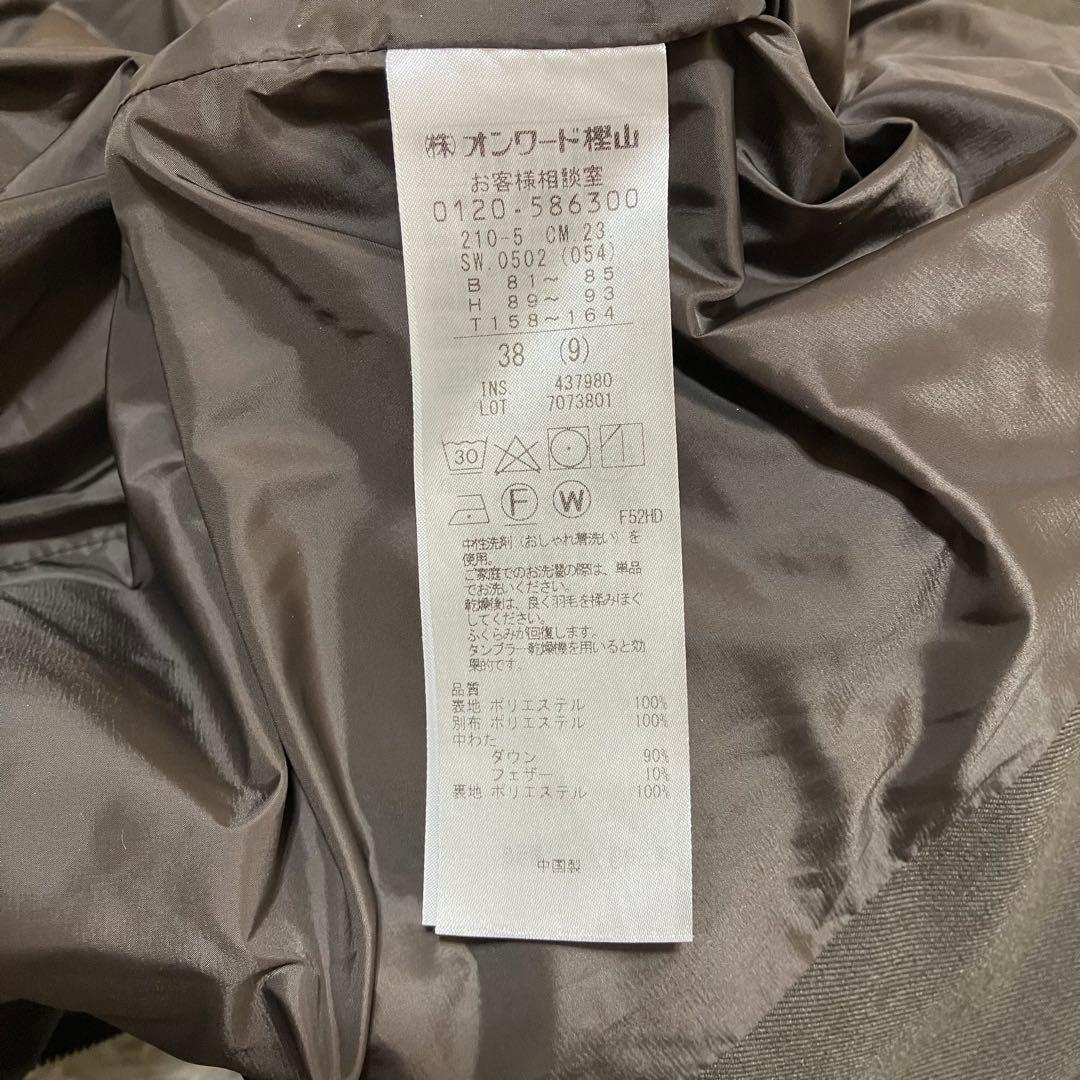 ㈱オンワード樫山
お客様相談室
0120-586300
210-5 CM.23
SW.0502 (054)
B 81〜 85
H 89〜 93
T158〜164
38 (9)
INS 437980
LOT 7073801
30
F W F52HD
中性洗剤(おしゃれ着洗い)を
使用。
ご家庭でのお洗濯の際は、単品
でお洗いください。
乾燥後は、良く羽毛を揉みほぐ
してください。
ふくらみが回復します。
タンブラー乾燥機を用いると効
果的です。
品質
表地 ポリエステル 100%
別布 ポリエステル 100%
中わた
ダウン 90%
フェザー 10%
裏地 ポリエステル 100%
中国製